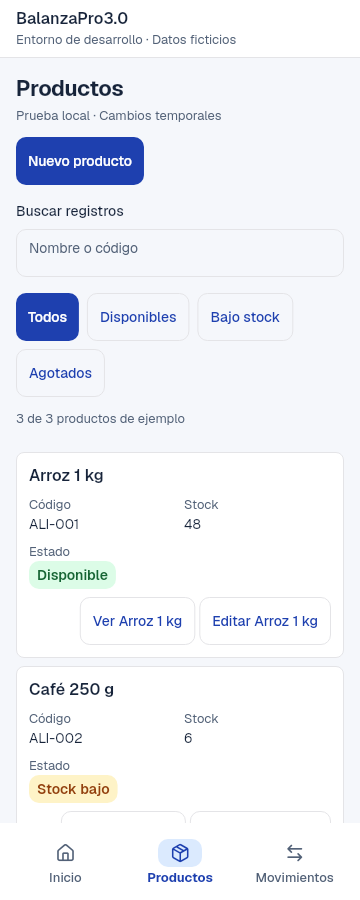 BalanzaPro3.0
Entorno de desarrollo · Datos ficticios
Productos
Prueba local · Cambios temporales
Nuevo producto
Buscar registros
Nombre o código
Todos
Disponibles
Bajo stock
Agotados
3 de 3 productos de ejemplo
Arroz 1 kg
Código
Stock
ALI-001
48
Estado
Disponible
Ver Arroz 1 kg
Editar Arroz 1 kg
Café 250 g
Código
Stock
ALI-002
6
Estado
Stock bajo
Inicio
Productos
Movimientos